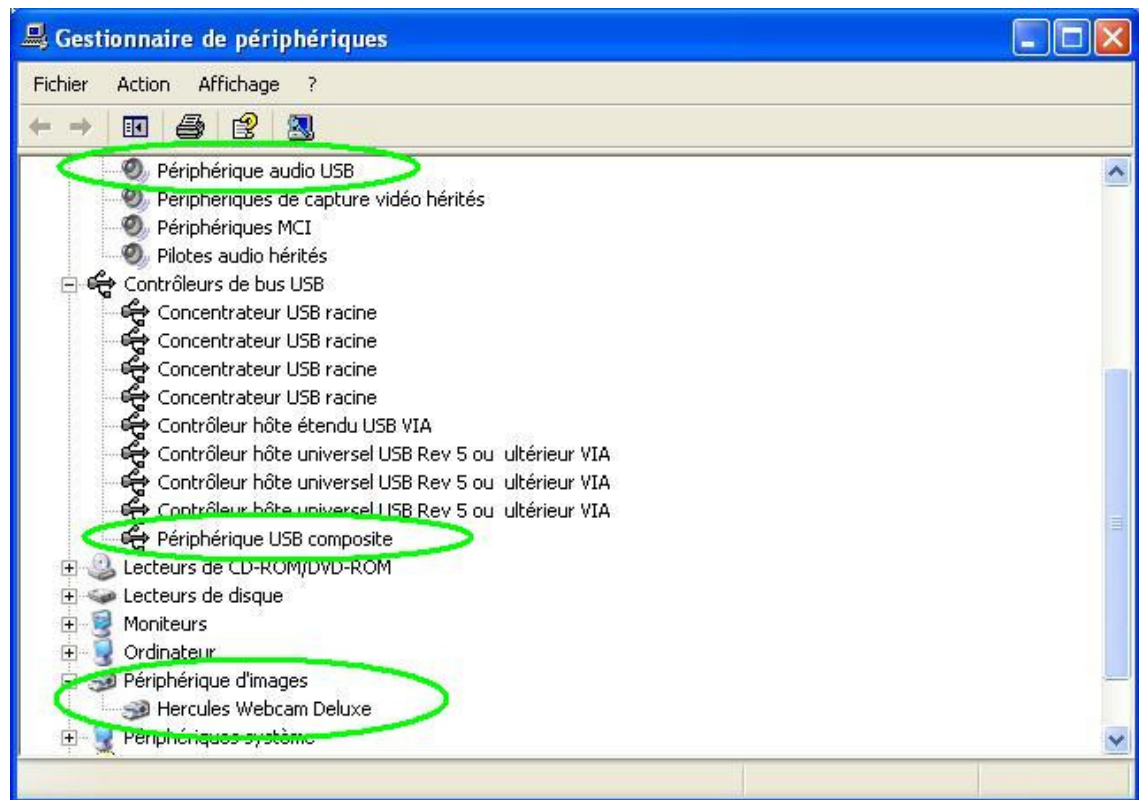 Gestionnaire de périphériques
Fichier Action Affichage ?
Périphérique audio USB
Périphériques de capture vidéo hérités
Périphériques MCI
Pilotes audio hérités
Contrôleurs de bus USB
Concentrateur USB racine
Concentrateur USB racine
Concentrateur USB racine
Concentrateur USB racine
Contrôleur hôte étendu USB VIA
Contrôleur hôte universel USB Rev 5 ou ultérieur VIA
Contrôleur hôte universel USB Rev 5 ou ultérieur VIA
Contrôleur hôte universel USB Rev 5 ou ultérieur VIA
Périphérique USB composite
Lecteurs de CD-ROM/DVD-ROM
Lecteurs de disque
Moniteurs
Ordinateur
Périphérique d'images
Hercules Webcam Deluxe
Périphériques système